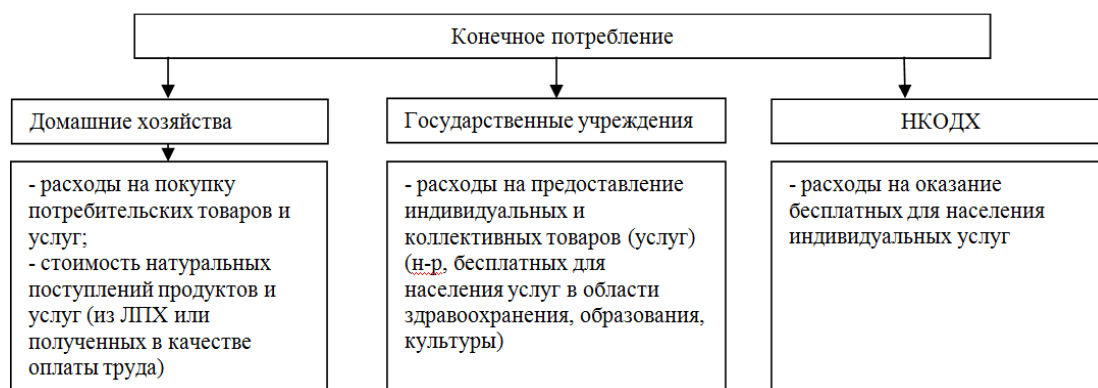 Конечное потребление
Домашние хозяйства
- расходы на покупку
потребительских товаров и
услуг;
- стоимость натуральных
поступлений продуктов и
услуг (из ЛПХ или
полученных в качестве
оплаты труда)
Государственные учреждения
- расходы на предоставление
индивидуальных и
коллективных товаров (услуг)
(н-р, бесплатных для
населения услуг в области
здравоохранения, образования,
культуры)
НКОДХ
- расходы на оказание
бесплатных для населения
индивидуальных услуг